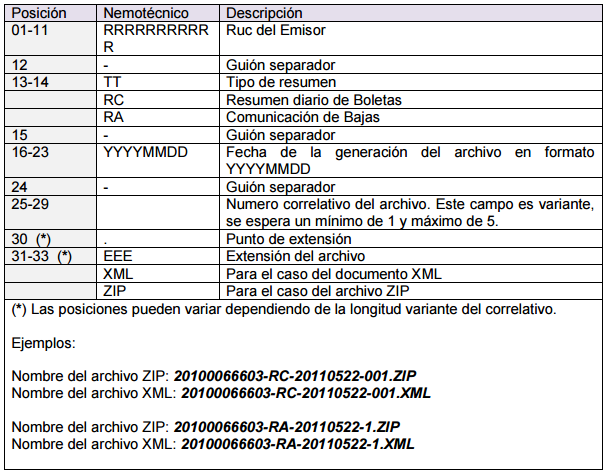 Posición Nemotécnico Descripción
01-11 RRRRRRRRRR Ruc del Emisor
R
12 - Guión separador
13-14 TT Tipo de resumen
RC Resumen diario de Boletas
RA Comunicación de Bajas
15 - Guión separador
16-23 YYYYMMDD Fecha de la generación del archivo en formato
YYYYMMDD
24 - Guión separador
25-29 Numero correlativo del archivo. Este campo es variante,
se espera un mínimo de 1 y máximo de 5.
30 (*) . Punto de extensión
31-33 (*) EEE Extensión del archivo
XML Para el caso del documento XML
ZIP Para el caso del archivo ZIP
(*) Las posiciones pueden variar dependiendo de la longitud variante del correlativo.
Ejemplos:
Nombre del archivo ZIP: 20100066603-RC-20110522-001.ZIP
Nombre del archivo XML: 20100066603-RC-20110522-001.XML
Nombre del archivo ZIP: 20100066603-RA-20110522-1.ZIP
Nombre del archivo XML: 20100066603-RA-20110522-1.XML